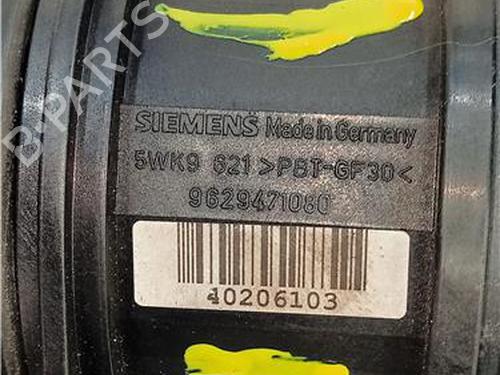 B-PARTS
SIEMENS Made in Germany
5WK9 621 >PBT-GF30<
9629471080
40206103